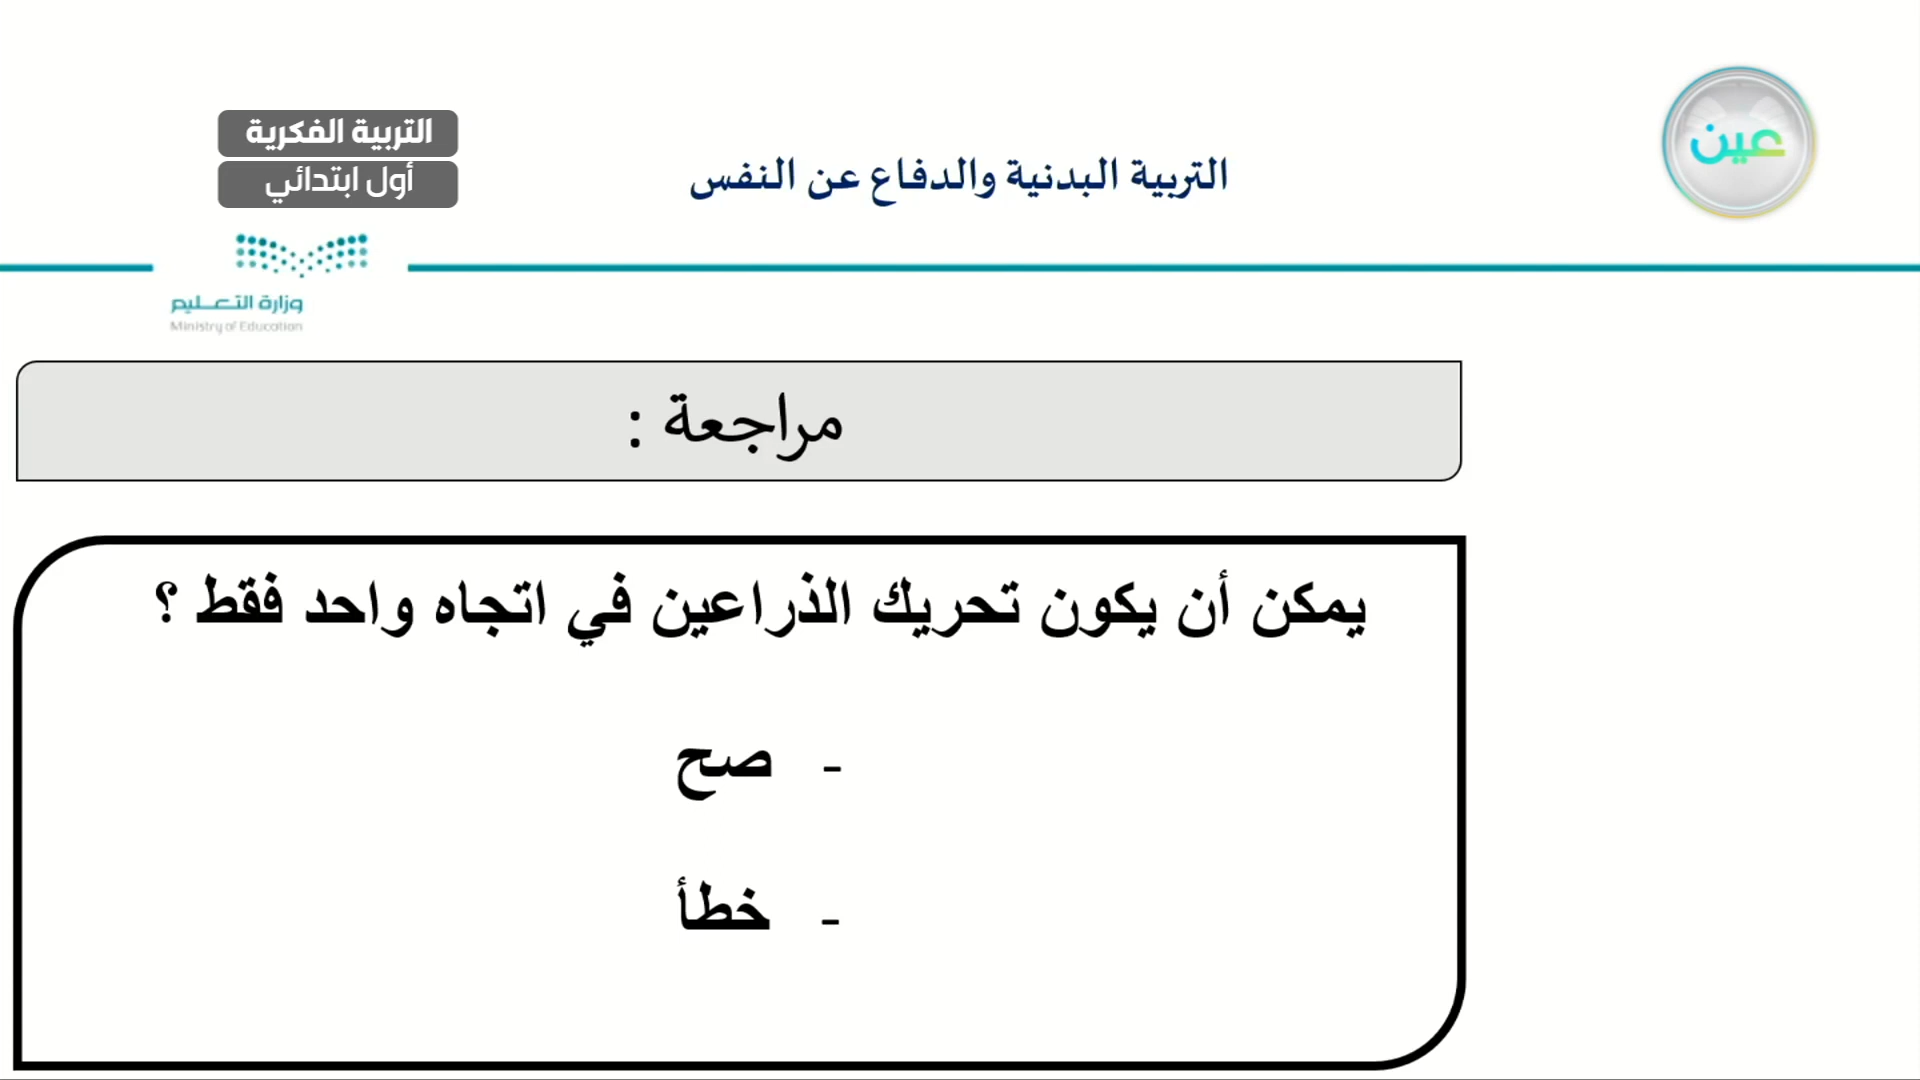 عين
التربية الفكرية
أول ابتدائي
التربية البدنية والدفاع عن النفس
وزارة التعـــليم
Ministry of Education
مراجعة :
يمكن أن يكون تحريك الذراعين في اتجاه واحد فقط ؟
- صح
- خطأ